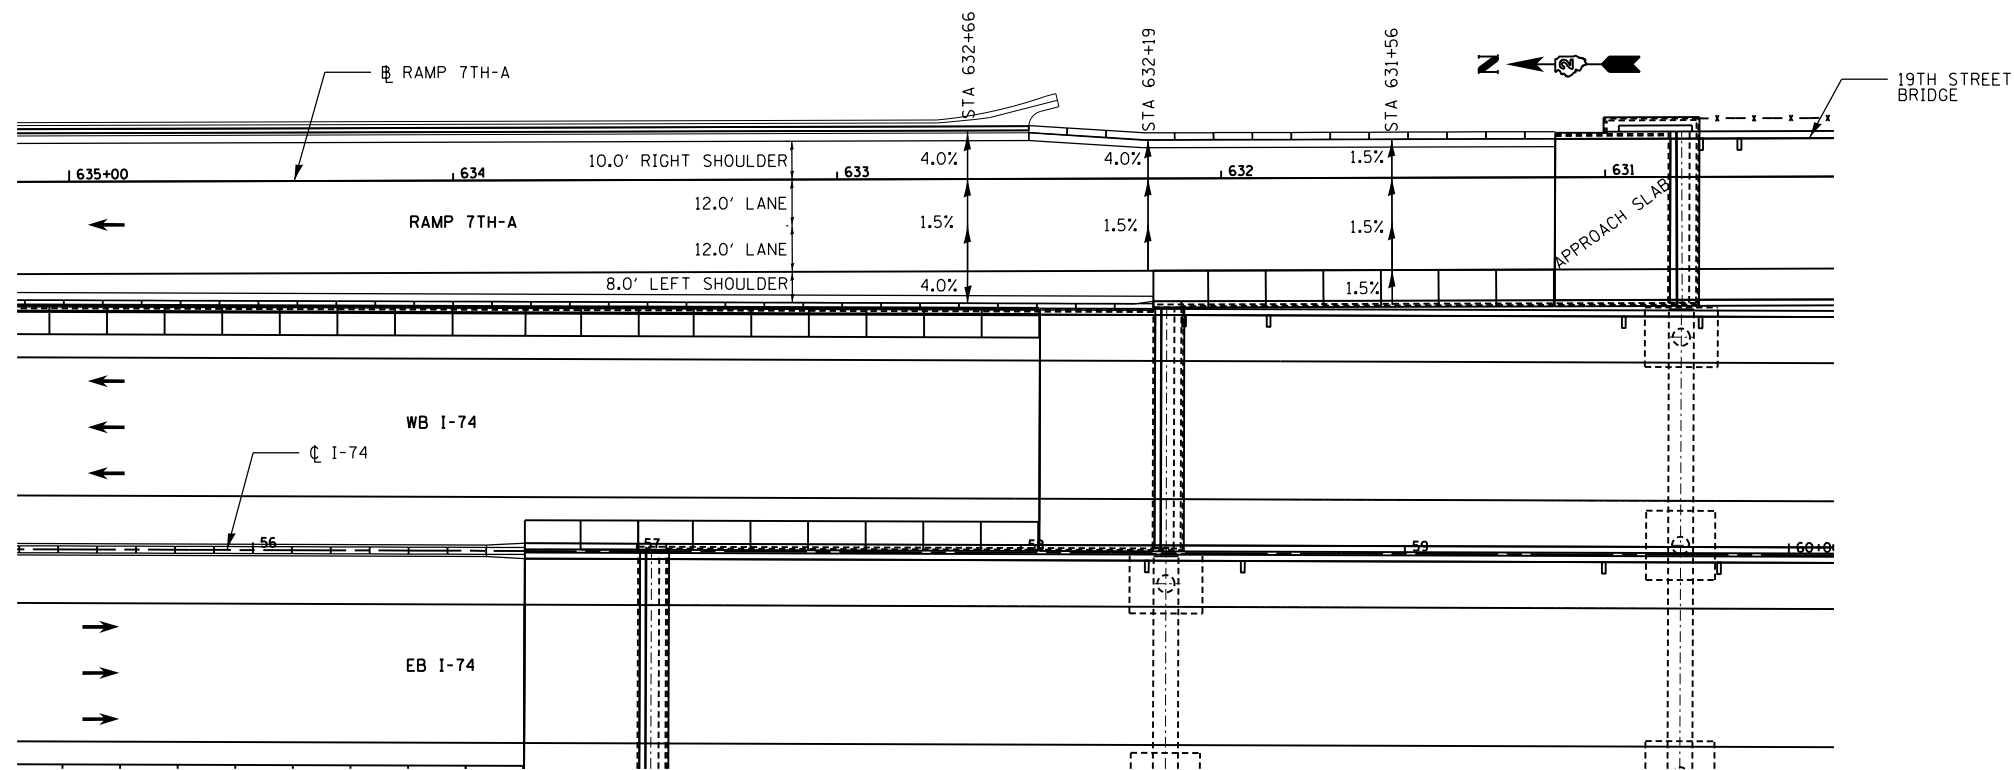 STA 632+66
STA 632+19
STA 631+56
N
2
℄ RAMP 7TH-A
19TH STREET
BRIDGE
10.0' RIGHT SHOULDER
4.0%
4.0%
1.5%
635+00
634
633
632
631
12.0' LANE
RAMP 7TH-A
1.5%
1.5%
1.5%
APPROACH SLAB
12.0' LANE
8.0' LEFT SHOULDER
4.0%
1.5%
WB I-74
℄ I-74
56
57
58
59
60+00
EB I-74